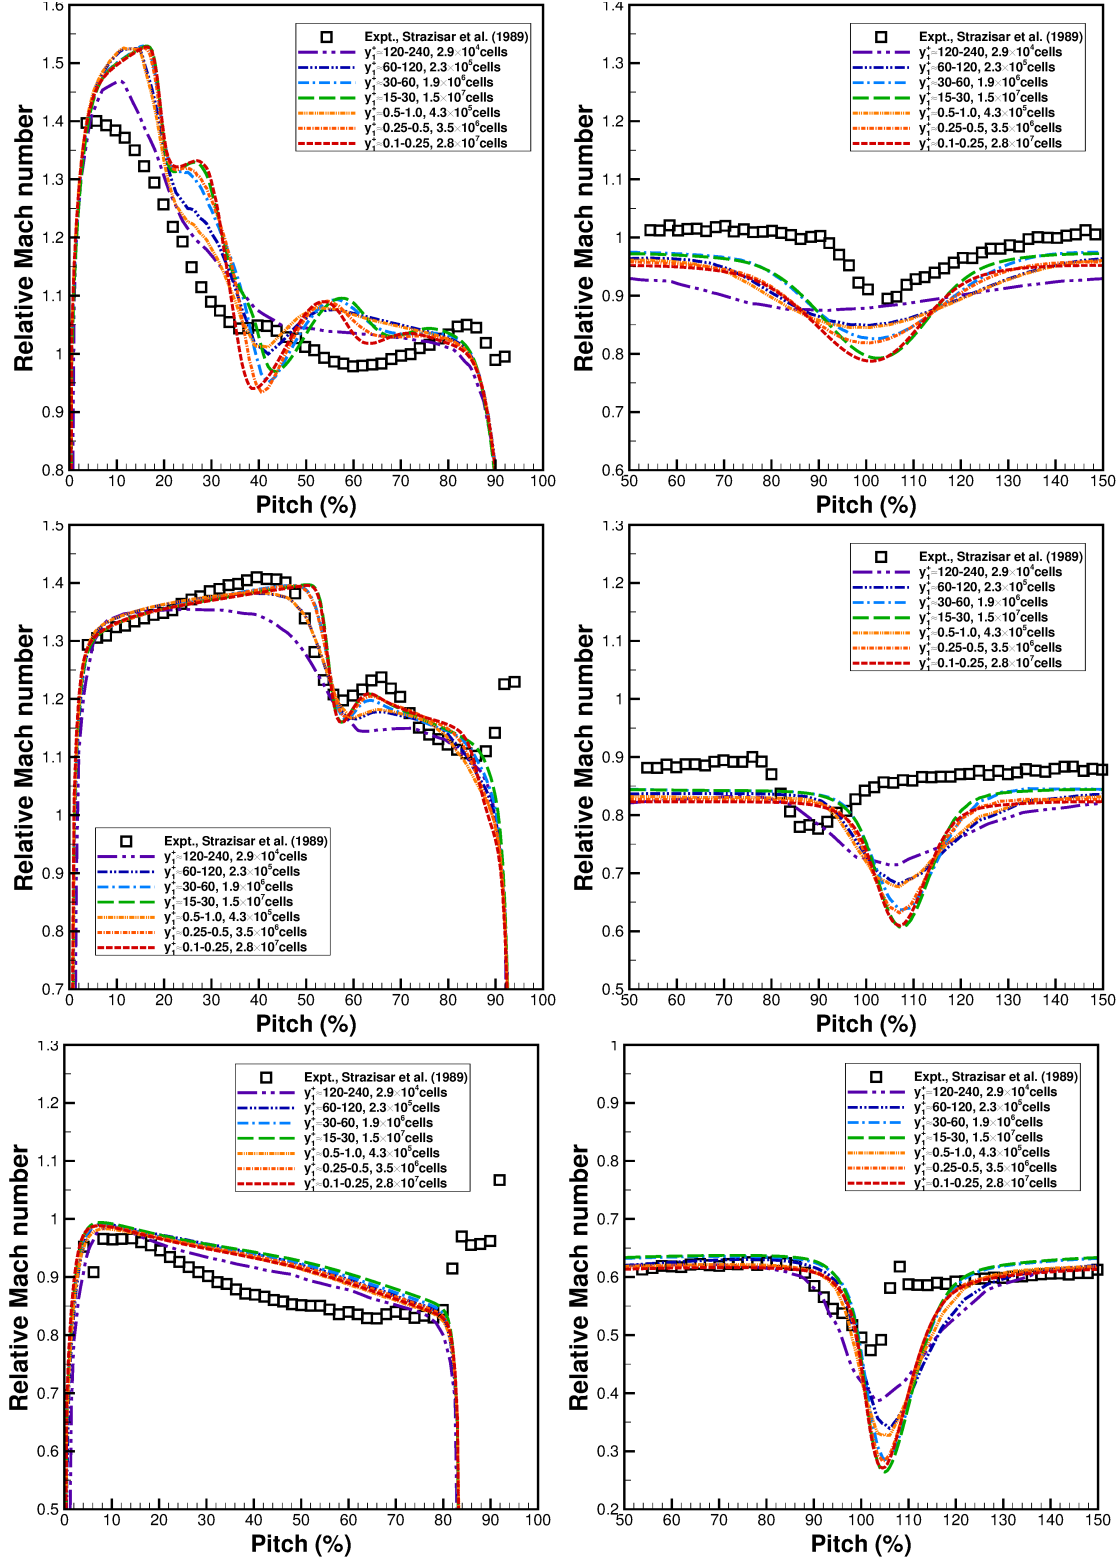 1.6
1.5
1.4
1.3
1.2
1.1
1
0.9
0.8
0 10 20 30 40 50 60 70 80 90 100
Pitch (%)
Relative Mach number
Expt., Strazisar et al. (1989)
y₁⁺≈120-240, 2.9×10⁴cells
y₁⁺≈60-120, 2.3×10⁵cells
y₁⁺≈30-60, 1.9×10⁶cells
y₁⁺≈15-30, 1.5×10⁷cells
y₁⁺≈0.5-1.0, 4.3×10⁵cells
y₁⁺≈0.25-0.5, 3.5×10⁶cells
y₁⁺≈0.1-0.25, 2.8×10⁷cells
1.4
1.3
1.2
1.1
1
0.9
0.8
0.7
0.6
50 60 70 80 90 100 110 120 130 140 150
Pitch (%)
Relative Mach number
Expt., Strazisar et al. (1989)
y₁⁺≈120-240, 2.9×10⁴cells
y₁⁺≈60-120, 2.3×10⁵cells
y₁⁺≈30-60, 1.9×10⁶cells
y₁⁺≈15-30, 1.5×10⁷cells
y₁⁺≈0.5-1.0, 4.3×10⁵cells
y₁⁺≈0.25-0.5, 3.5×10⁶cells
y₁⁺≈0.1-0.25, 2.8×10⁷cells
1.5
1.4
1.3
1.2
1.1
1
0.9
0.8
0.7
0 10 20 30 40 50 60 70 80 90 100
Pitch (%)
Relative Mach number
Expt., Strazisar et al. (1989)
y₁⁺≈120-240, 2.9×10⁴cells
y₁⁺≈60-120, 2.3×10⁵cells
y₁⁺≈30-60, 1.9×10⁶cells
y₁⁺≈15-30, 1.5×10⁷cells
y₁⁺≈0.5-1.0, 4.3×10⁵cells
y₁⁺≈0.25-0.5, 3.5×10⁶cells
y₁⁺≈0.1-0.25, 2.8×10⁷cells
1.3
1.2
1.1
1
0.9
0.8
0.7
0.6
0.5
50 60 70 80 90 100 110 120 130 140 150
Pitch (%)
Relative Mach number
Expt., Strazisar et al. (1989)
y₁⁺≈120-240, 2.9×10⁴cells
y₁⁺≈60-120, 2.3×10⁵cells
y₁⁺≈30-60, 1.9×10⁶cells
y₁⁺≈15-30, 1.5×10⁷cells
y₁⁺≈0.5-1.0, 4.3×10⁵cells
y₁⁺≈0.25-0.5, 3.5×10⁶cells
y₁⁺≈0.1-0.25, 2.8×10⁷cells
1.3
1.2
1.1
1
0.9
0.8
0.7
0.6
0.5
0 10 20 30 40 50 60 70 80 90 100
Pitch (%)
Relative Mach number
Expt., Strazisar et al. (1989)
y₁⁺≈120-240, 2.9×10⁴cells
y₁⁺≈60-120, 2.3×10⁵cells
y₁⁺≈30-60, 1.9×10⁶cells
y₁⁺≈15-30, 1.5×10⁷cells
y₁⁺≈0.5-1.0, 4.3×10⁵cells
y₁⁺≈0.25-0.5, 3.5×10⁶cells
y₁⁺≈0.1-0.25, 2.8×10⁷cells
1
0.9
0.8
0.7
0.6
0.5
0.4
0.3
0.2
50 60 70 80 90 100 110 120 130 140 150
Pitch (%)
Relative Mach number
Expt., Strazisar et al. (1989)
y₁⁺≈120-240, 2.9×10⁴cells
y₁⁺≈60-120, 2.3×10⁵cells
y₁⁺≈30-60, 1.9×10⁶cells
y₁⁺≈15-30, 1.5×10⁷cells
y₁⁺≈0.5-1.0, 4.3×10⁵cells
y₁⁺≈0.25-0.5, 3.5×10⁶cells
y₁⁺≈0.1-0.25, 2.8×10⁷cells